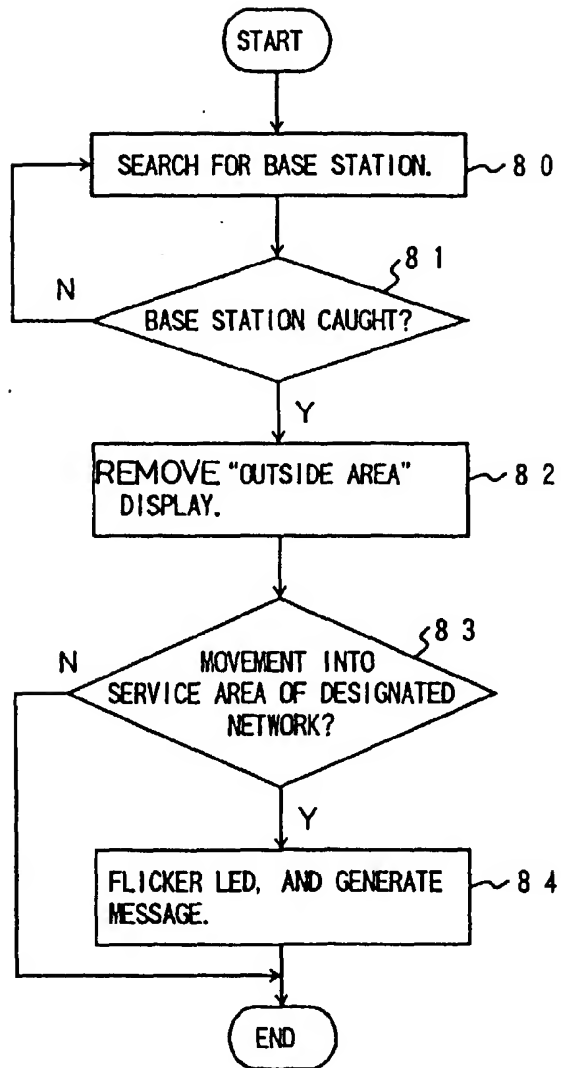 START
SEARCH FOR BASE STATION.
80
81
N
BASE STATION CAUGHT?
Y
REMOVE "OUTSIDE AREA"
DISPLAY.
82
83
N
MOVEMENT INTO
SERVICE AREA OF DESIGNATED
NETWORK?
Y
FLICKER LED, AND GENERATE
MESSAGE.
84
END